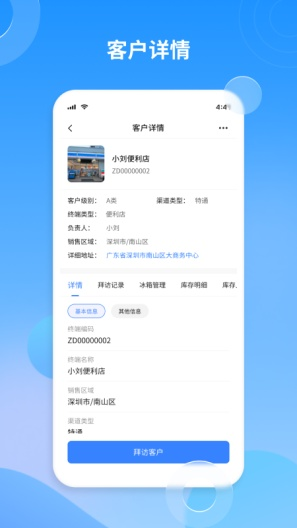 客户详情
4:4
客户详情
小刘便利店
ZD00000002
客户级别： A类 渠道类型： 特通
终端类型： 便利店
负责人： 小刘
销售区域： 深圳市/南山区
详细地址： 广东省深圳市南山区大商务中心
详情 拜访记录 冰箱管理 库存明细 库存
基本信息 其他信息
终端编码
ZD00000002
终端名称
小刘便利店
销售区域
深圳市/南山区
渠道类型
特通
拜访客户